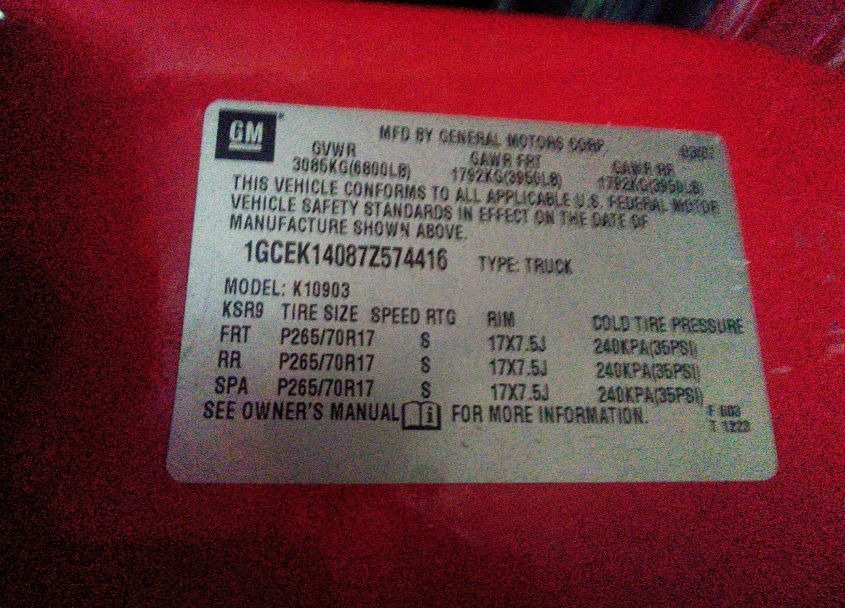 GM
MFD BY GENERAL MOTORS CORP 03/07
GVWR GAWR FRT GAWR RR
3085KG(6800LB) 1792KG(3950LB) 1792KG(3950LB)
THIS VEHICLE CONFORMS TO ALL APPLICABLE U.S. FEDERAL MOTOR
VEHICLE SAFETY STANDARDS IN EFFECT ON THE DATE OF
MANUFACTURE SHOWN ABOVE.
1GCEK14087Z574416 TYPE: TRUCK
MODEL: K10903
KSR9 TIRE SIZE SPEED RTG RIM COLD TIRE PRESSURE
FRT P265/70R17 S 17X7.5J 240KPA(35PSI)
RR P265/70R17 S 17X7.5J 240KPA(35PSI)
SPA P265/70R17 S 17X7.5J 240KPA(35PSI)
SEE OWNER'S MANUAL FOR MORE INFORMATION.
F 603
T 1223